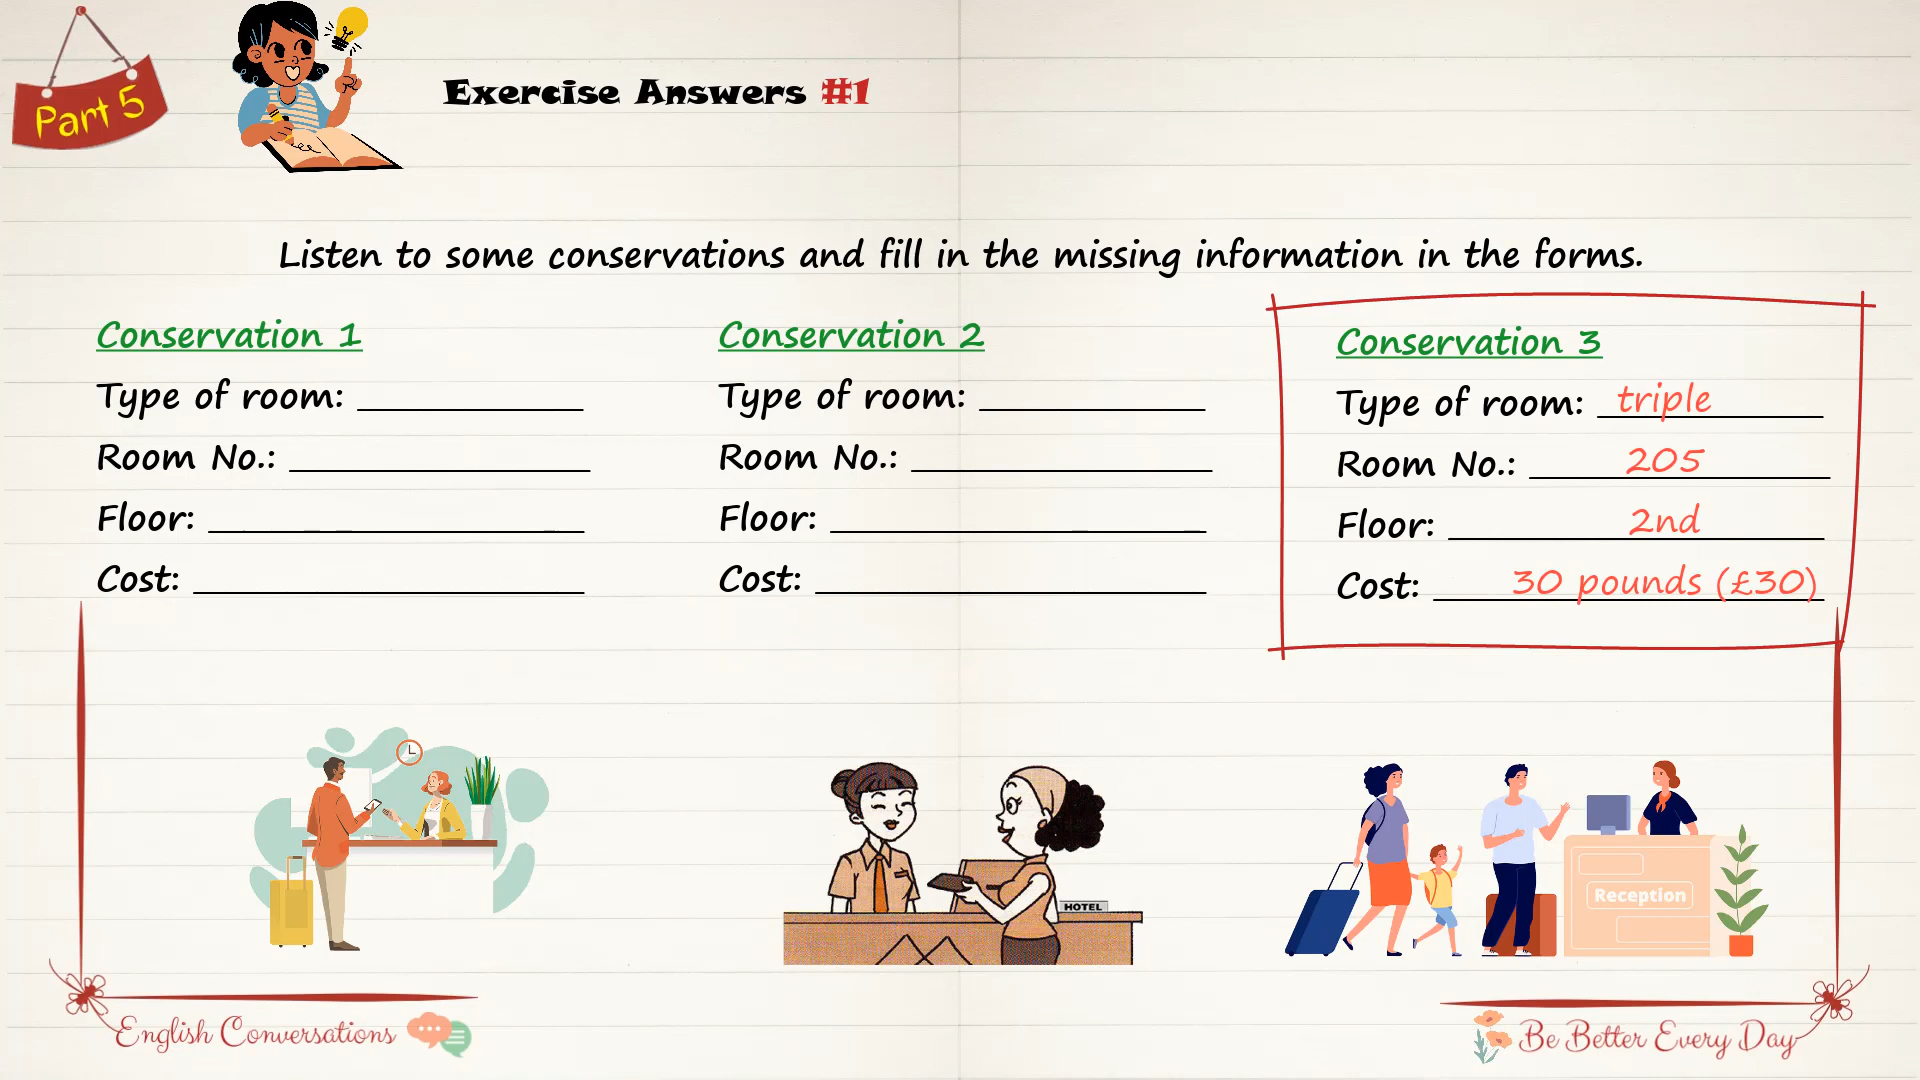 Part 5
Exercise Answers #1
Listen to some conservations and fill in the missing information in the forms.
Conservation 1
Type of room:
Room No.:
Floor:
Cost:
Conservation 2
Type of room:
Room No.:
Floor:
Cost:
Conservation 3
Type of room: triple
Room No.: 205
Floor: 2nd
Cost: 30 pounds (£30)
HOTEL
Reception
English Conversations
Be Better Every Day